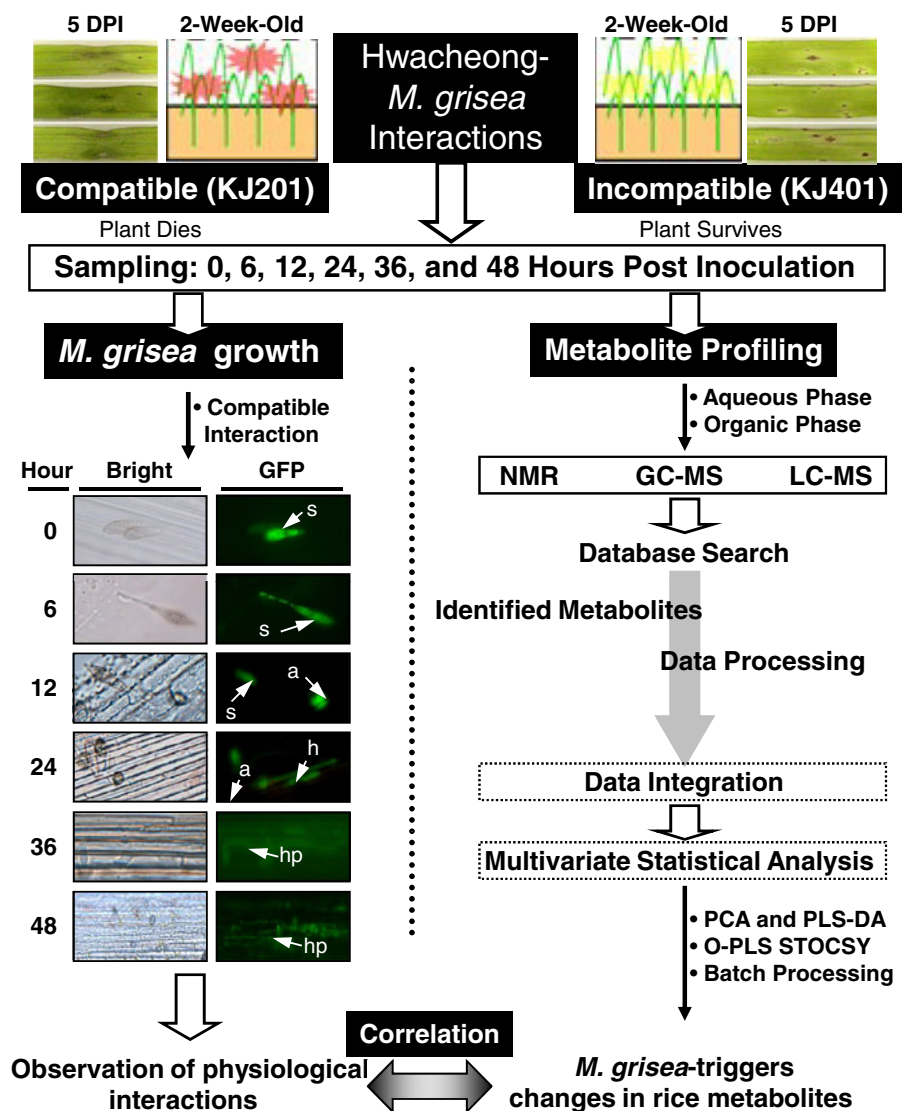 5 DPI
2-Week-Old
Hwacheong-
M. grisea
Interactions
2-Week-Old
5 DPI
Compatible (KJ201)
Incompatible (KJ401)
Plant Dies
Plant Survives
Sampling: 0, 6, 12, 24, 36, and 48 Hours Post Inoculation
M. grisea growth
• Compatible
Interaction
Hour Bright GFP
0
s
6
s
12
s
a
24
a
h
36
hp
48
hp
Observation of physiological
interactions
Metabolite Profiling
• Aqueous Phase
• Organic Phase
NMR GC-MS LC-MS
Database Search
Identified Metabolites
Data Processing
Data Integration
Multivariate Statistical Analysis
• PCA and PLS-DA
• O-PLS STOCSY
• Batch Processing
Correlation
M. grisea-triggers
changes in rice metabolites